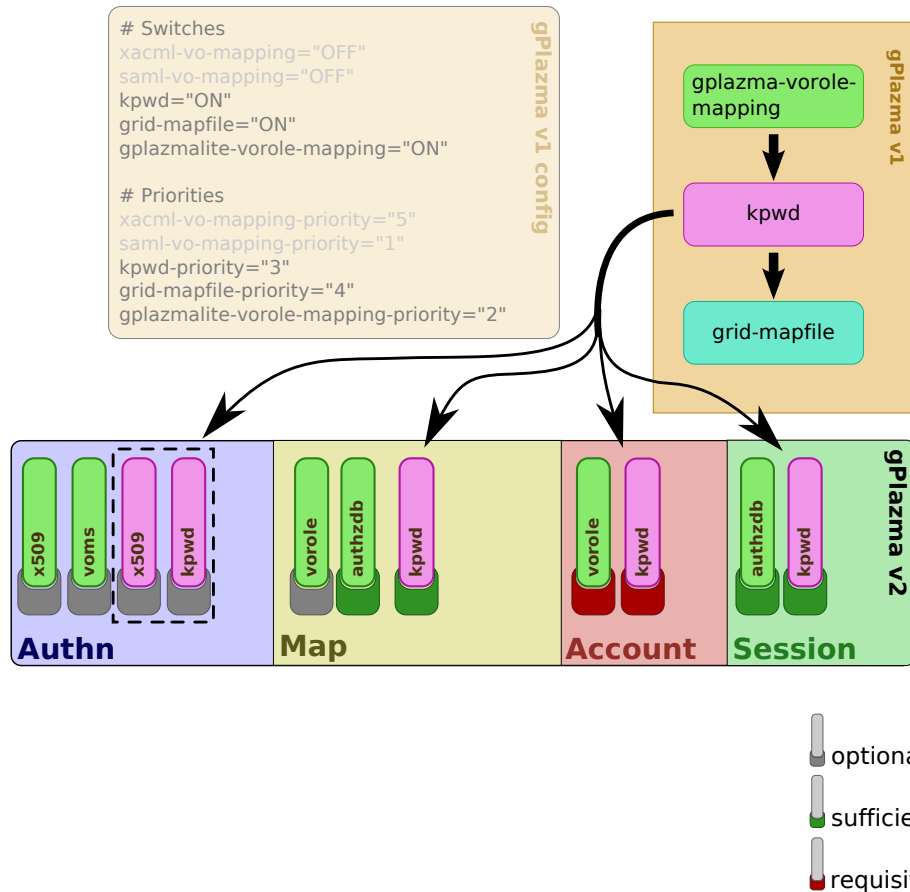 # Switches
xacml-vo-mapping="OFF"
saml-vo-mapping="OFF"
kpwd="ON"
grid-mapfile="ON"
gplazmalite-vorole-mapping="ON"
# Priorities
xacml-vo-mapping-priority="5"
saml-vo-mapping-priority="1"
kpwd-priority="3"
grid-mapfile-priority="4"
gplazmalite-vorole-mapping-priority="2"
gPlazma v1 config
gplazma-vorole-
mapping
kpwd
grid-mapfile
gPlazma v1
x509
voms
x509
kpwd
Authn
vorole
authzdb
kpwd
Map
vorole
kpwd
Account
authzdb
kpwd
Session
gPlazma v2
optiona
sufficie
requisit